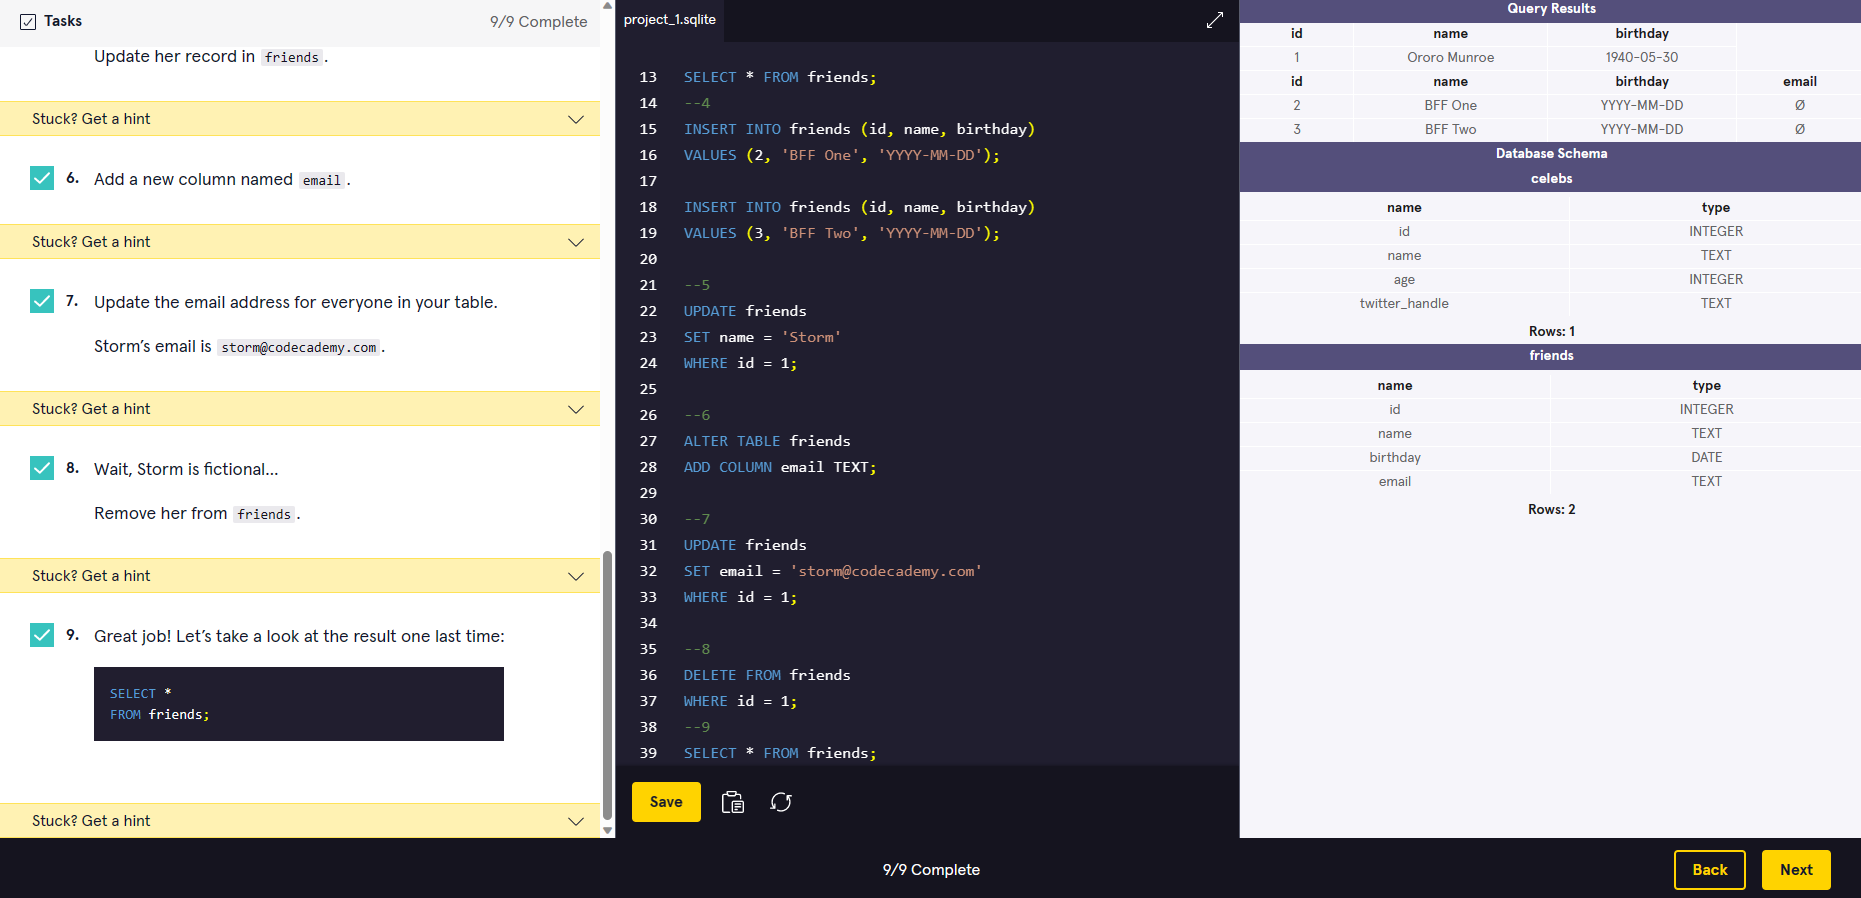 Tasks
9/9 Complete
Update her record in friends.
Stuck? Get a hint
6. Add a new column named email.
Stuck? Get a hint
7. Update the email address for everyone in your table.
Storm's email is storm@codecademy.com.
Stuck? Get a hint
8. Wait, Storm is fictional...
Remove her from friends.
Stuck? Get a hint
9. Great job! Let's take a look at the result one last time:
SELECT *
FROM friends;
Stuck? Get a hint
project_1.sqlite
13 SELECT * FROM friends;
14 --4
15 INSERT INTO friends (id, name, birthday)
16 VALUES (2, 'BFF One', 'YYYY-MM-DD');
17
18 INSERT INTO friends (id, name, birthday)
19 VALUES (3, 'BFF Two', 'YYYY-MM-DD');
20
21 --5
22 UPDATE friends
23 SET name = 'Storm'
24 WHERE id = 1;
25
26 --6
27 ALTER TABLE friends
28 ADD COLUMN email TEXT;
29
30 --7
31 UPDATE friends
32 SET email = 'storm@codecademy.com'
33 WHERE id = 1;
34
35 --8
36 DELETE FROM friends
37 WHERE id = 1;
38 --9
39 SELECT * FROM friends;
Save
Query Results
id name birthday
1 Ororo Munroe 1940-05-30
id name birthday email
2 BFF One YYYY-MM-DD Ø
3 BFF Two YYYY-MM-DD Ø
Database Schema
celebs
name type
id INTEGER
name TEXT
age INTEGER
twitter_handle TEXT
Rows: 1
friends
name type
id INTEGER
name TEXT
birthday DATE
email TEXT
Rows: 2
9/9 Complete
Back
Next